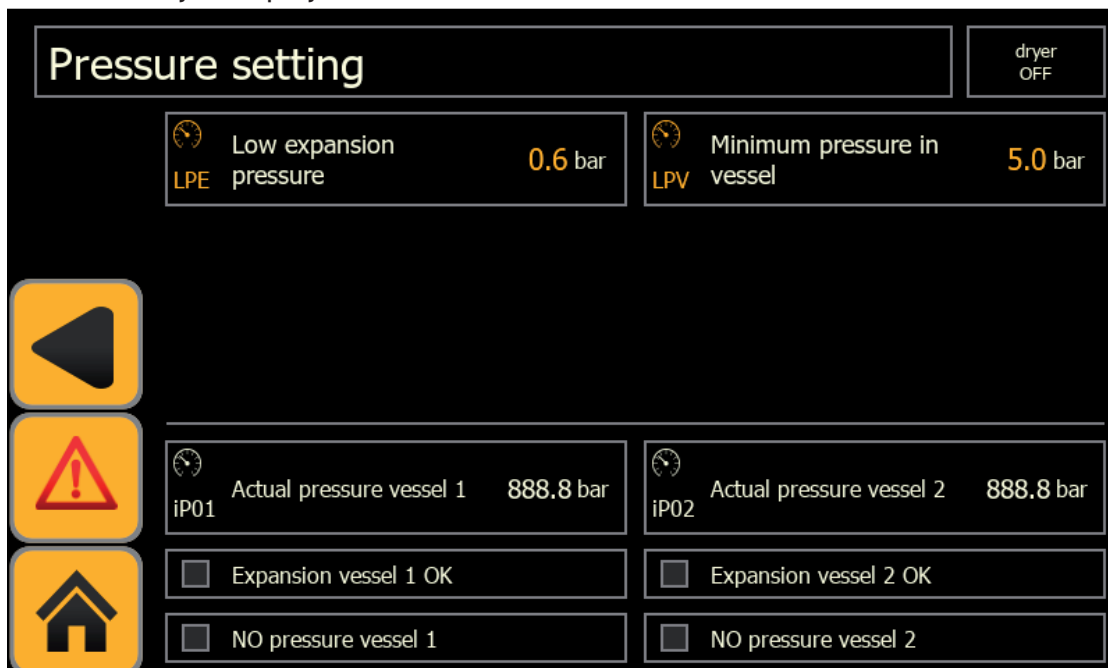 Pressure setting
dryer
OFF
Low expansion
pressure
LPE
0.6 bar
Minimum pressure in
vessel
LPV
5.0 bar
Actual pressure vessel 1
iP01
888.8 bar
Actual pressure vessel 2
iP02
888.8 bar
Expansion vessel 1 OK
Expansion vessel 2 OK
NO pressure vessel 1
NO pressure vessel 2